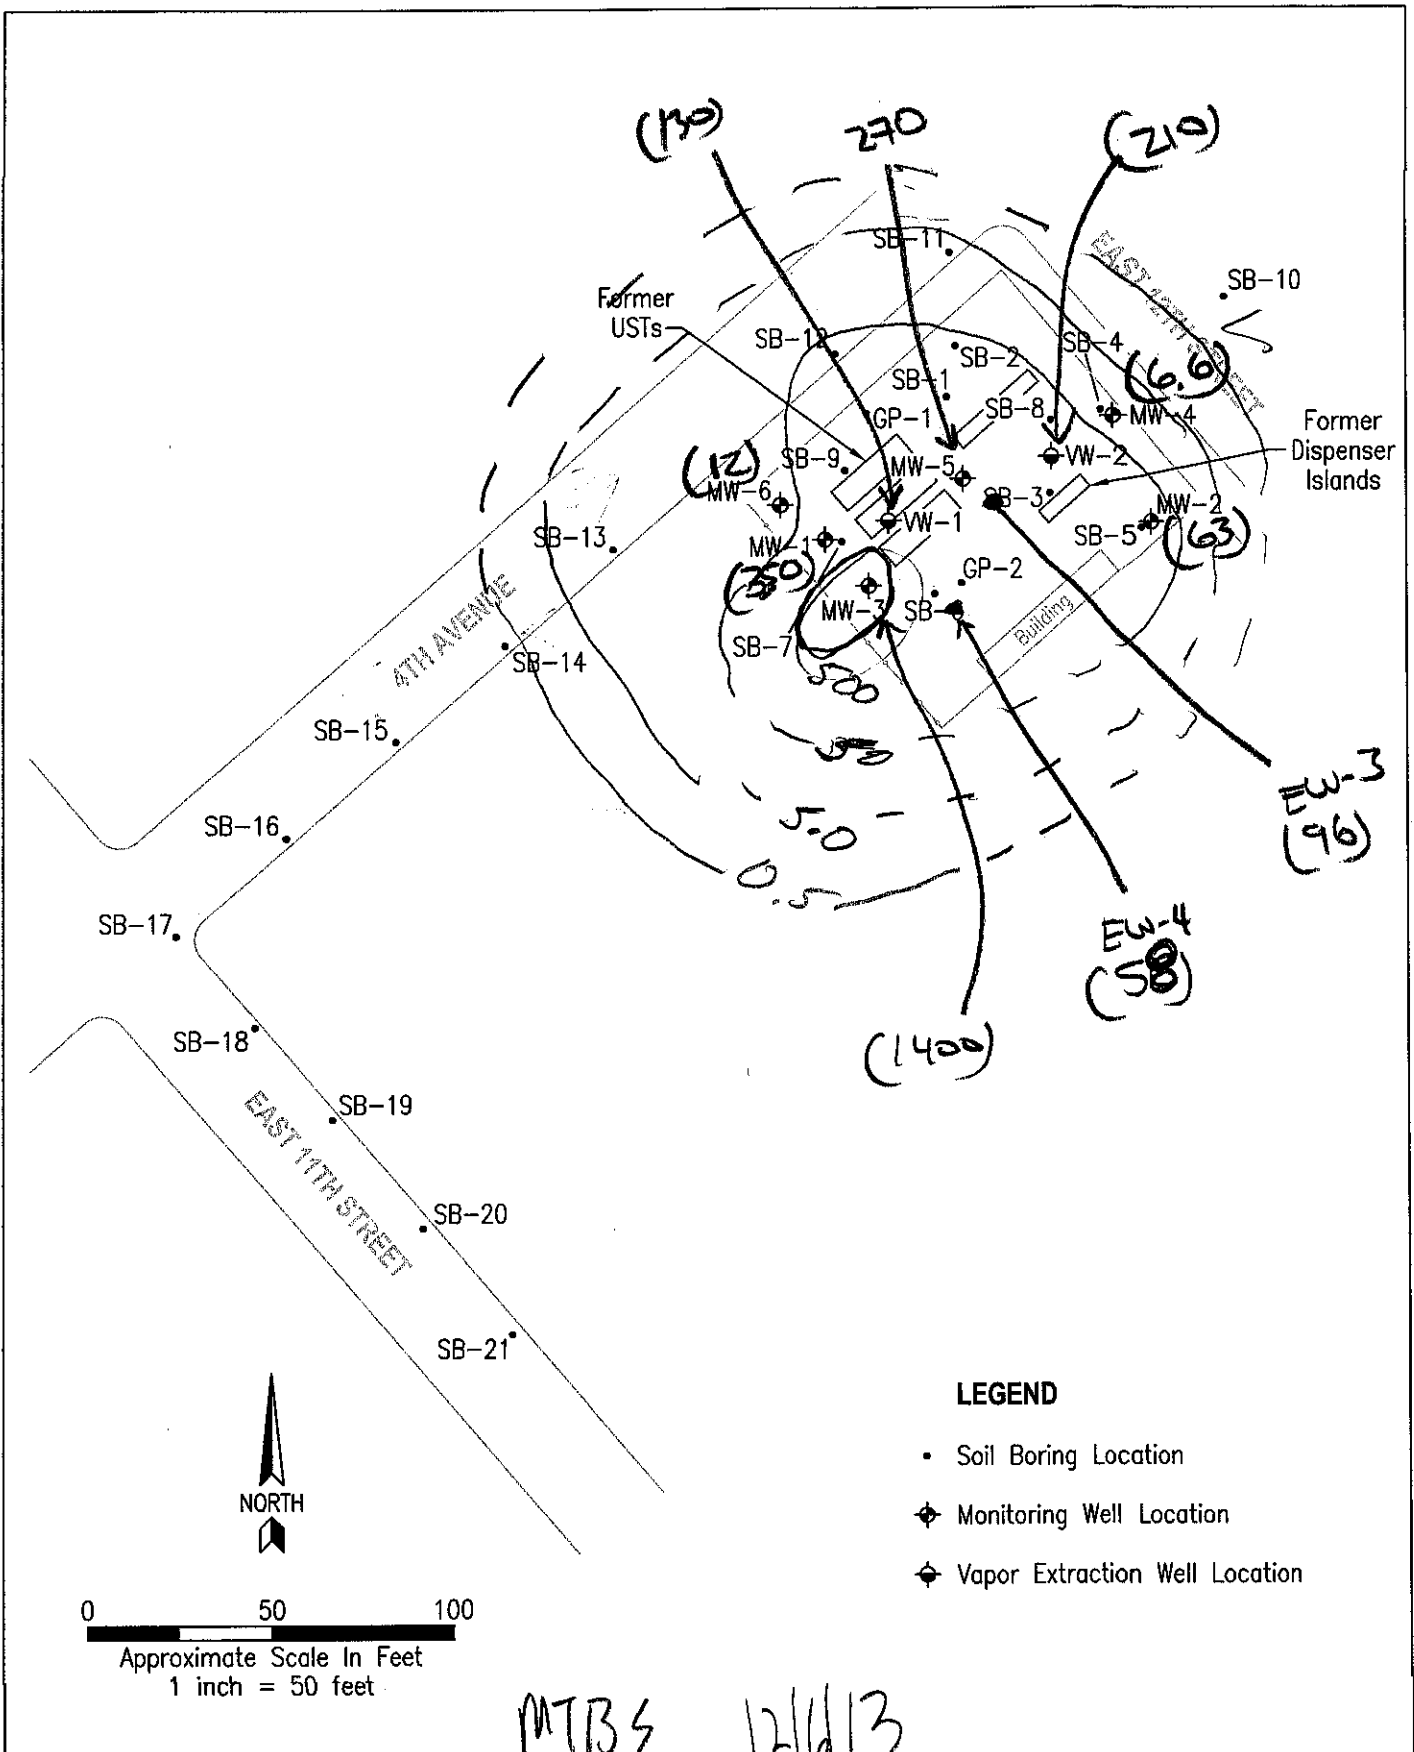 (130)
270
(210)
SB-11
EAST 12TH STREET
SB-10
<
Former
USTs
SB-12
SB-2
SB-4
(6.6)
SB-1
GP-1
SB-8
MW-4
Former
Dispenser
Islands
(12)
SB-9
MW-5
VW-2
MW-6
SB-3
MW-2
VW-1
SB-5
(63)
SB-13
MW-1
(350)
GP-2
MW-3
SB-6
Building
4TH AVENUE
SB-7
SB-14
500
SB-15
50
EW-3
(96)
5.0
SB-16
0.5
SB-17
EW-4
(58)
SB-18
(1400)
SB-19
EAST 11TH STREET
SB-20
SB-21
LEGEND
Soil Boring Location
Monitoring Well Location
Vapor Extraction Well Location
NORTH
0 50 100
Approximate Scale In Feet
1 inch = 50 feet
12/6/13